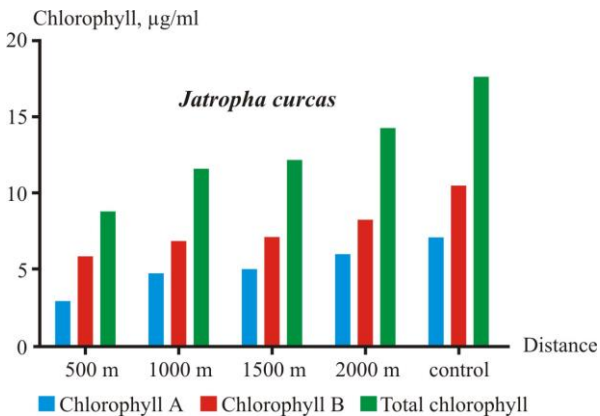 Chlorophyll, µg/ml
20
Jatropha curcas
15
10
5
0
Distance
500 m 1000 m 1500 m 2000 m control
Chlorophyll A Chlorophyll B Total chlorophyll